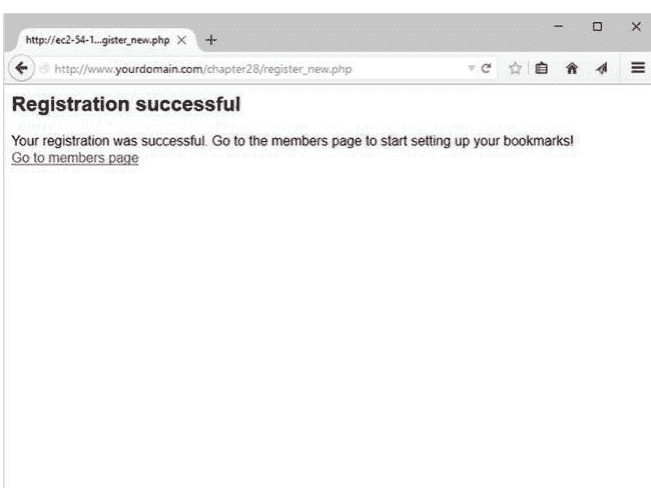 http://ec2-54-1...gister_new.php
http://www.yourdomain.com/chapter28/register_new.php
Registration successful
Your registration was successful. Go to the members page to start setting up your bookmarks!
Go to members page